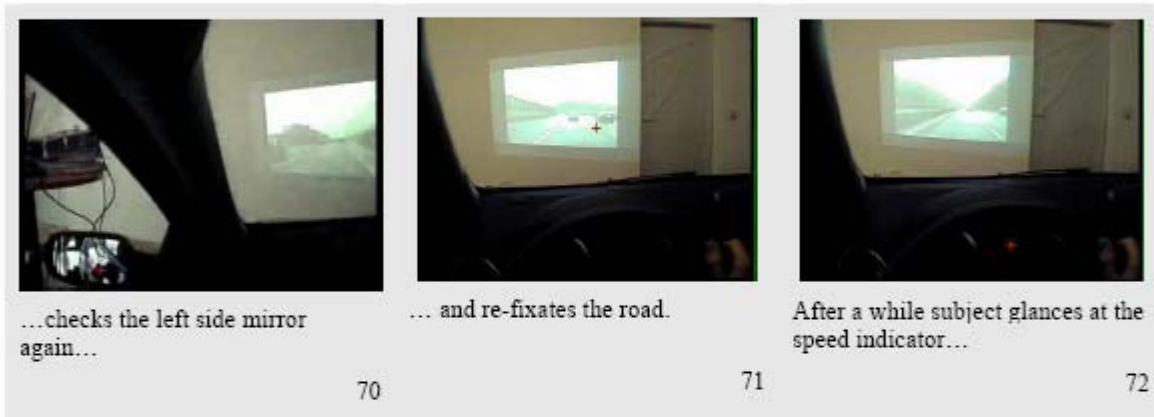 …checks the left side mirror
again…
70
… and re-fixates the road.
71
After a while subject glances at the
speed indicator…
72